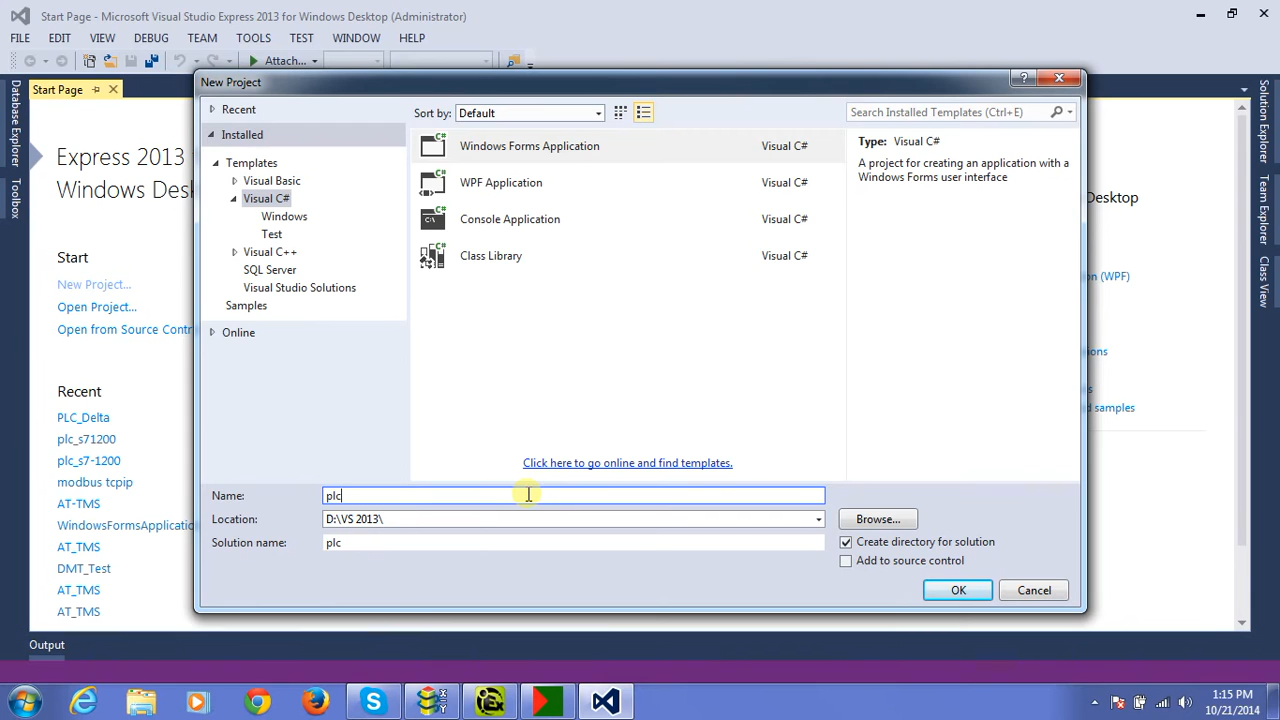 Start Page - Microsoft Visual Studio Express 2013 for Windows Desktop (Administrator)
FILE EDIT VIEW DEBUG TEAM TOOLS TEST WINDOW HELP
Attach...
Start Page
New Project
Recent
Installed
Templates
Visual Basic
Visual C#
Windows
Test
Visual C++
SQL Server
Visual Studio Solutions
Samples
Online
Sort by: Default
Search Installed Templates (Ctrl+E)
Windows Forms Application Visual C#
WPF Application Visual C#
Console Application Visual C#
Class Library Visual C#
Click here to go online and find templates.
Type: Visual C#
A project for creating an application with a
Windows Forms user interface
Name: plc
Location: D:\VS 2013\
Browse...
Solution name: plc
Create directory for solution
Add to source control
OK Cancel
Express 2013
Windows Des
Desktop
Start
New Project...
Open Project...
Open from Source Contr
(WPF)
d samples
Recent
PLC_Delta
plc_s71200
plc_s7-1200
modbus tcpip
AT-TMS
WindowsFormsApplicatio
AT_TMS
DMT_Test
AT_TMS
AT_TMS
Database Explorer
Toolbox
Solution Explorer
Team Explorer
Class View
Output
1:15 PM
10/21/2014